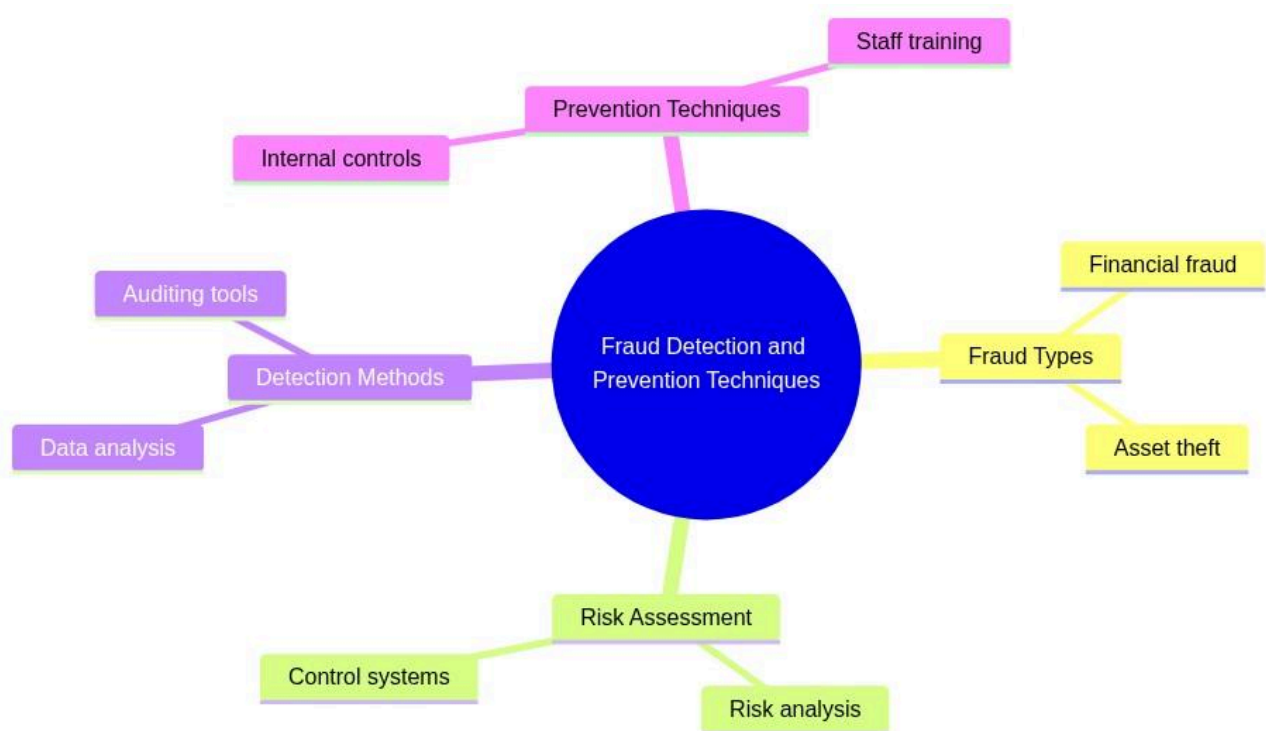 Staff training
Prevention Techniques
Internal controls
Financial fraud
Auditing tools
Fraud Detection and
Prevention Techniques
Fraud Types
Detection Methods
Data analysis
Asset theft
Risk Assessment
Control systems
Risk analysis